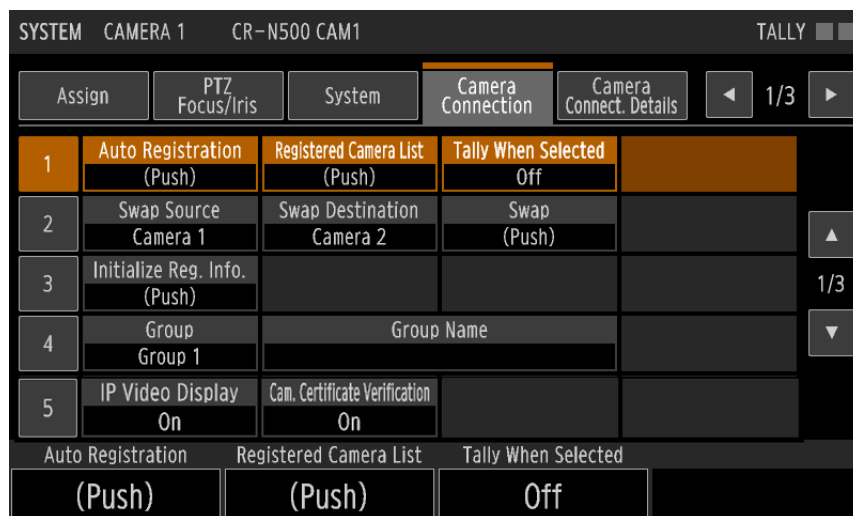 SYSTEM CAMERA 1 CR-N500 CAM1 TALLY
Assign PTZ Focus/Iris System Camera Connection Camera Connect. Details ◀ 1/3 ▶
1 Auto Registration Registered Camera List Tally When Selected
(Push) (Push) Off
2 Swap Source Swap Destination Swap
Camera 1 Camera 2 (Push)
▲
3 Initialize Reg. Info.
(Push)
1/3
4 Group Group Name
Group 1
▼
5 IP Video Display Cam. Certificate Verification
On On
Auto Registration Registered Camera List Tally When Selected
(Push) (Push) Off